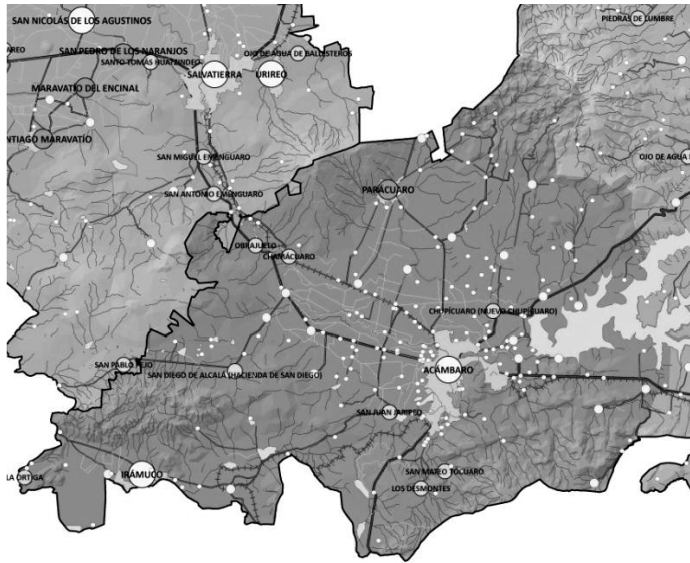 SAN NICOLÁS DE LOS AGUSTINOS
PIEDRAS DE LUMBRE
SAN PEDRO DE LOS NARANJOS
OJO DE AGUA DE BALLESTEROS
SANTO TOMÁS HUATZINDEO
SALVATIERRA
URIREO
MARAVATÍO DEL ENCINAL
NTIAGO MARAVATÍO
SAN MIGUEL EMENGUARO
OJO DE AGUA
SAN ANTONIO EMENGUARO
PARÁCUARO
OBRAJUELO
CHAMÁCUARO
CHUPÍCUARO (NUEVO CHUPÍCUARO)
SAN PABLO
SAN DIEGO DE ALCALÁ (HACIENDA DE SAN DIEGO)
ACÁMBARO
SAN JUAN JARIPEO
IRÁMUCO
LA ORTIGA
SAN MATEO TOCUARO
LOS DESMONTES